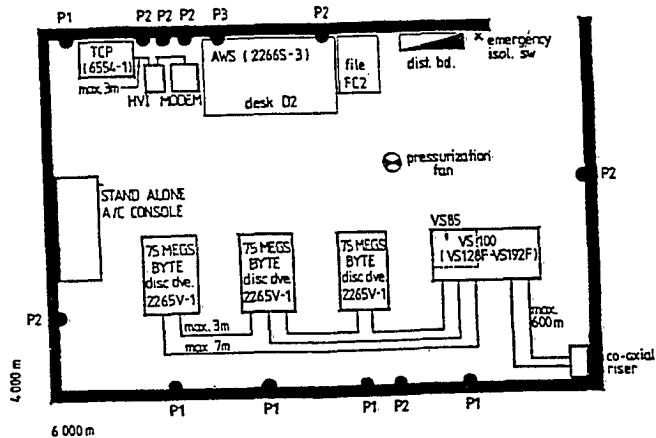 P1
P2
P2
P2
P3
P2
TCP
(6554-1)
max. 3m
HVI
MODEM
AWS (2266S-3)
desk D2
file
FC2
dist. bd.
x emergency
isol. sw
pressurization
fan
P2
STAND ALONE
A/C CONSOLE
VS85
VS100
(VS128F-VS192F)
75 MEGS
BYTE
disc dve.
2265V-1
75 MEGS
BYTE
disc dve.
2265V-1
75 MEGS
BYTE
disc dve.
2265V-1
P2
max. 3m
max. 7m
max.
600m
co-axial
riser
P1
P1
P1
P2
P1
4 000 m
6 000 m